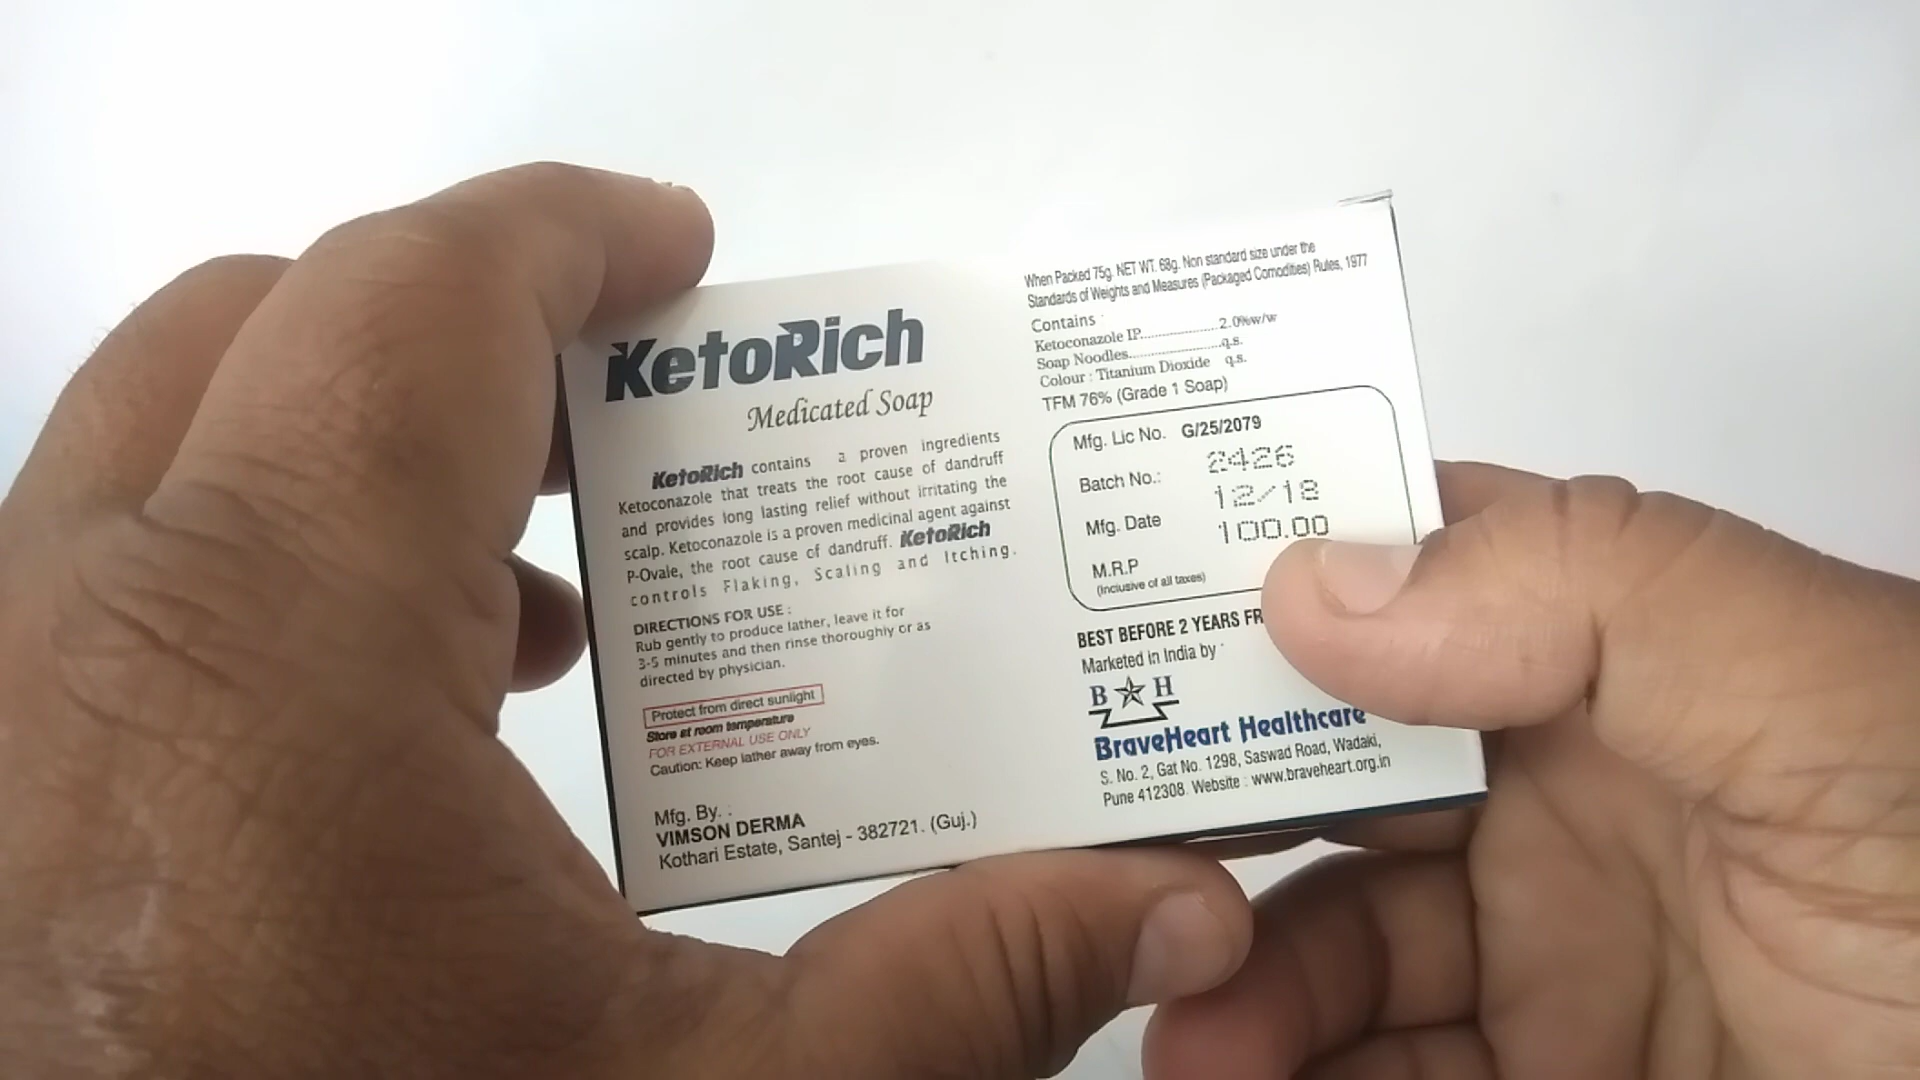 KetoRich
Medicated Soap
KetoRich contains a proven ingredients
Ketoconazole that treats the root cause of dandruff
and provides long lasting relief without irritating the
scalp. Ketoconazole is a proven medicinal agent against
P-Ovale, the root cause of dandruff. KetoRich
controls Flaking, Scaling and Itching.
DIRECTIONS FOR USE :
Rub gently to produce lather, leave it for
3-5 minutes and then rinse thoroughly or as
directed by physician.
Protect from direct sunlight
Store at room temperature
FOR EXTERNAL USE ONLY
Caution: Keep lather away from eyes.
Mfg. By. :
VIMSON DERMA
Kothari Estate, Santej - 382721. (Guj.)
When Packed 75g. NET WT. 68g. Non standard size under the
Standards of Weights and Measures (Packaged Comodities) Rules, 1977
Contains
Ketoconazole IP......................2.0%w/w
Soap Noodles..........................q.s.
Colour : Titanium Dioxide q.s.
TFM 76% (Grade 1 Soap)
Mfg. Lic No. G/25/2079
Batch No.: 2426
Mfg. Date 12/18
M.R.P 100.00
(Inclusive of all taxes)
BEST BEFORE 2 YEARS
Marketed in India by
B H
BraveHeart Healthcare
S. No. 2, Gat No. 1298, Saswad Road, Wadaki,
Pune 412308. Website : www.braveheart.org.in